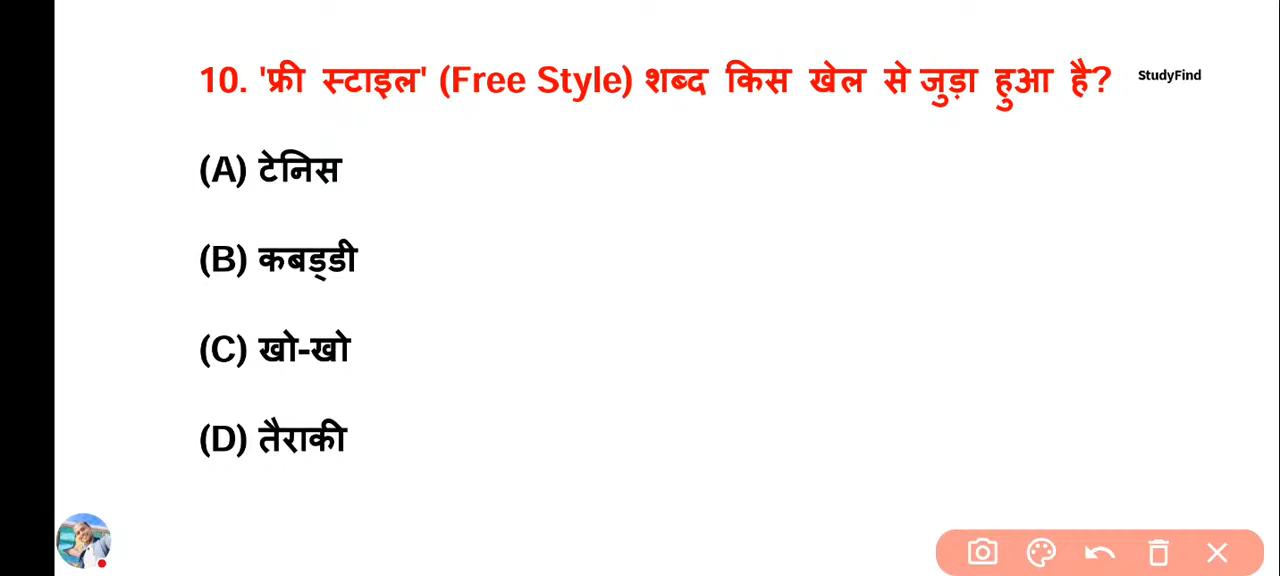 10. 'फ्री स्टाइल' (Free Style) शब्द किस खेल से जुड़ा हुआ है? StudyFind
(A) टेनिस
(B) कबड्डी
(C) खो-खो
(D) तैराकी